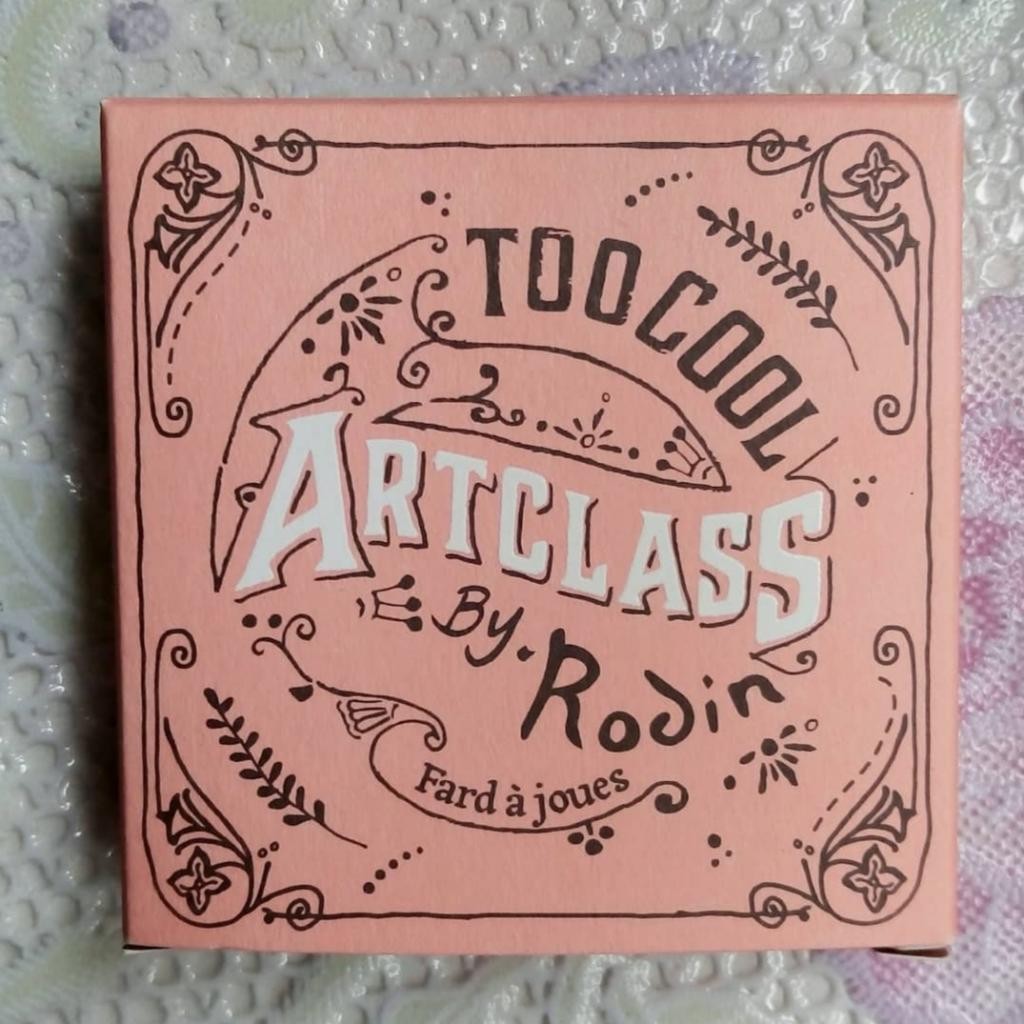 TOO COOL
ARTCLASS
By. Rodin
Fard à joues